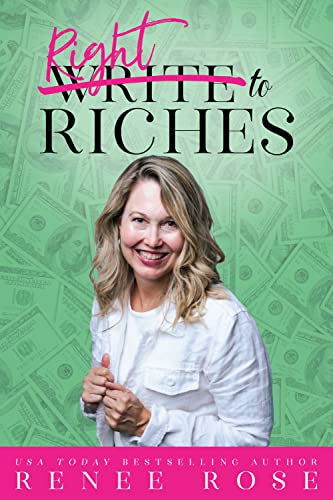 Right
WRITE to
RICHES
USA TODAY BESTSELLING AUTHOR
RENEE ROSE